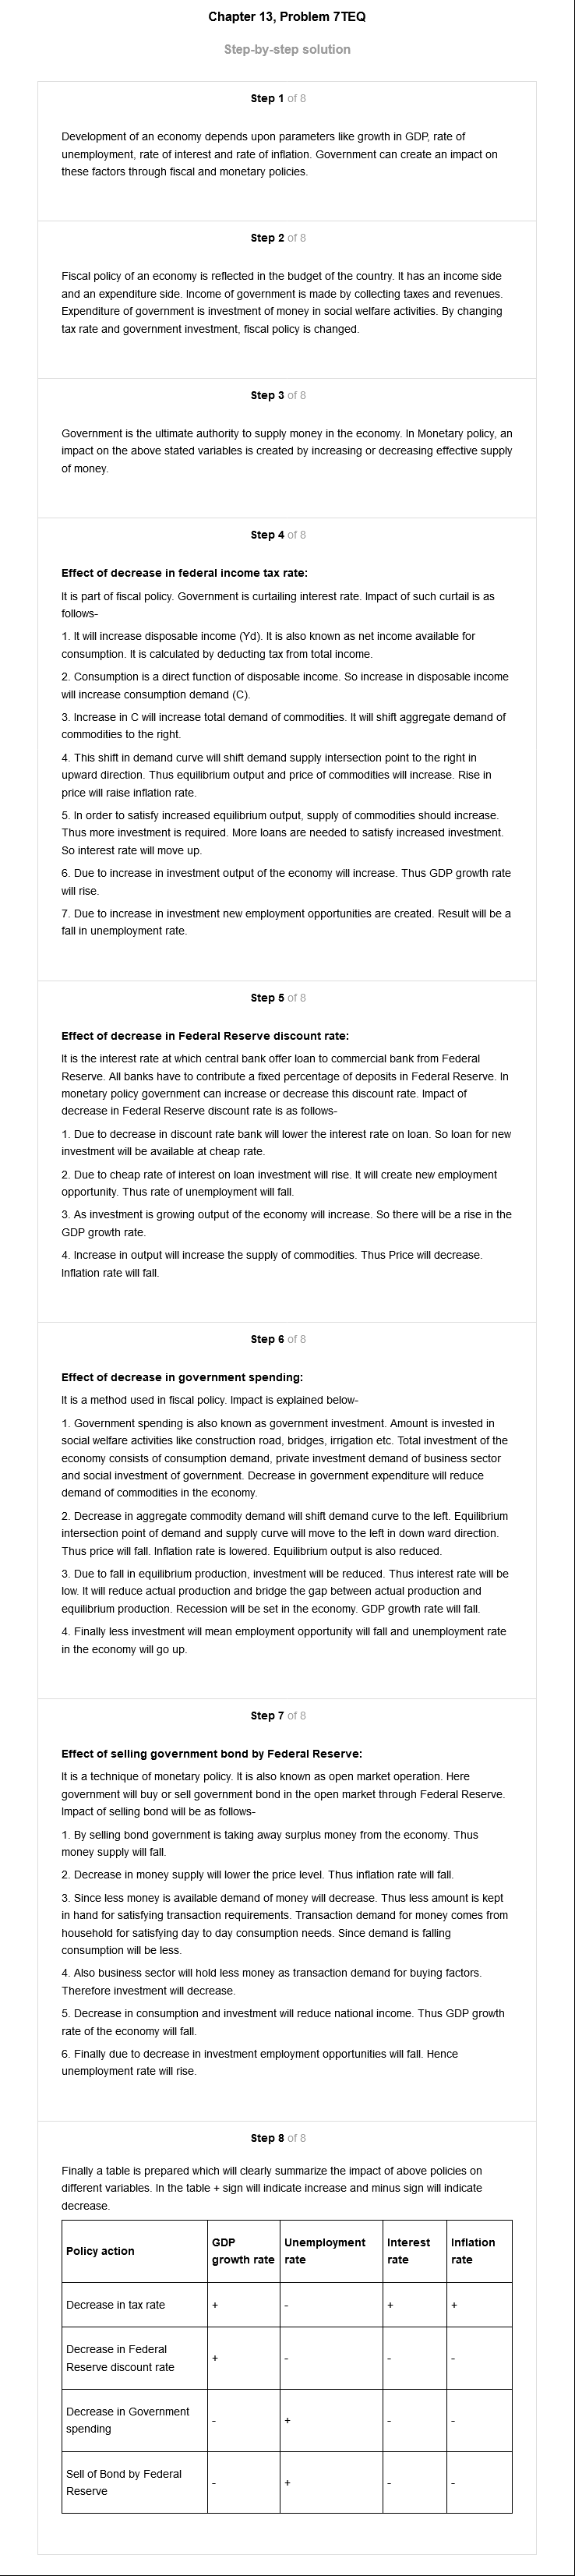 Chapter 13, Problem 7TEQ
Step-by-step solution
Step 1 of 8
Development of an economy depends upon parameters like growth in GDP, rate of
unemployment, rate of interest and rate of inflation. Government can create an impact on
these factors through fiscal and monetary policies.
Step 2 of 8
Fiscal policy of an economy is reflected in the budget of the country. It has an income side
and an expenditure side. Income of government is made by collecting taxes and revenues.
Expenditure of government is investment of money in social welfare activities. By changing
tax rate and government investment, fiscal policy is changed.
Step 3 of 8
Government is the ultimate authority to supply money in the economy. In Monetary policy, an
impact on the above stated variables is created by increasing or decreasing effective supply
of money.
Step 4 of 8
Effect of decrease in federal income tax rate:
It is part of fiscal policy. Government is curtailing interest rate. Impact of such curtail is as
follows-
1. It will increase disposable income (Yd). It is also known as net income available for
consumption. It is calculated by deducting tax from total income.
2. Consumption is a direct function of disposable income. So increase in disposable income
will increase consumption demand (C).
3. Increase in C will increase total demand of commodities. It will shift aggregate demand of
commodities to the right.
4. This shift in demand curve will shift demand supply intersection point to the right in
upward direction. Thus equilibrium output and price of commodities will increase. Rise in
price will raise inflation rate.
5. In order to satisfy increased equilibrium output, supply of commodities should increase.
Thus more investment is required. More loans are needed to satisfy increased investment.
So interest rate will move up.
6. Due to increase in investment output of the economy will increase. Thus GDP growth rate
will rise.
7. Due to increase in investment new employment opportunities are created. Result will be a
fall in unemployment rate.
Step 5 of 8
Effect of decrease in Federal Reserve discount rate:
It is the interest rate at which central bank offer loan to commercial bank from Federal
Reserve. All banks have to contribute a fixed percentage of deposits in Federal Reserve. In
monetary policy government can increase or decrease this discount rate. Impact of
decrease in Federal Reserve discount rate is as follows-
1. Due to decrease in discount rate bank will lower the interest rate on loan. So loan for new
investment will be available at cheap rate.
2. Due to cheap rate of interest on loan investment will rise. It will create new employment
opportunity. Thus rate of unemployment will fall.
3. As investment is growing output of the economy will increase. So there will be a rise in the
GDP growth rate.
4. Increase in output will increase the supply of commodities. Thus Price will decrease.
Inflation rate will fall.
Step 6 of 8
Effect of decrease in government spending:
It is a method used in fiscal policy. Impact is explained below-
1. Government spending is also known as government investment. Amount is invested in
social welfare activities like construction road, bridges, irrigation etc. Total investment of the
economy consists of consumption demand, private investment demand of business sector
and social investment of government. Decrease in government expenditure will reduce
demand of commodities in the economy.
2. Decrease in aggregate commodity demand will shift demand curve to the left. Equilibrium
intersection point of demand and supply curve will move to the left in down ward direction.
Thus price will fall. Inflation rate is lowered. Equilibrium output is also reduced.
3. Due to fall in equilibrium production, investment will be reduced. Thus interest rate will be
low. It will reduce actual production and bridge the gap between actual production and
equilibrium production. Recession will be set in the economy. GDP growth rate will fall.
4. Finally less investment will mean employment opportunity will fall and unemployment rate
in the economy will go up.
Step 7 of 8
Effect of selling government bond by Federal Reserve:
It is a technique of monetary policy. It is also known as open market operation. Here
government will buy or sell government bond in the open market through Federal Reserve.
Impact of selling bond will be as follows-
1. By selling bond government is taking away surplus money from the economy. Thus
money supply will fall.
2. Decrease in money supply will lower the price level. Thus inflation rate will fall.
3. Since less money is available demand of money will decrease. Thus less amount is kept
in hand for satisfying transaction requirements. Transaction demand for money comes from
household for satisfying day to day consumption needs. Since demand is falling
consumption will be less.
4. Also business sector will hold less money as transaction demand for buying factors.
Therefore investment will decrease.
5. Decrease in consumption and investment will reduce national income. Thus GDP growth
rate of the economy will fall.
6. Finally due to decrease in investment employment opportunities will fall. Hence
unemployment rate will rise.
Step 8 of 8
Finally a table is prepared which will clearly summarize the impact of above policies on
different variables. In the table + sign will indicate increase and minus sign will indicate
decrease.
Policy action GDP growth rate Unemployment rate Interest rate Inflation rate
Decrease in tax rate + - + +
Decrease in Federal Reserve discount rate + - - -
Decrease in Government spending - + - -
Sell of Bond by Federal Reserve - + - -